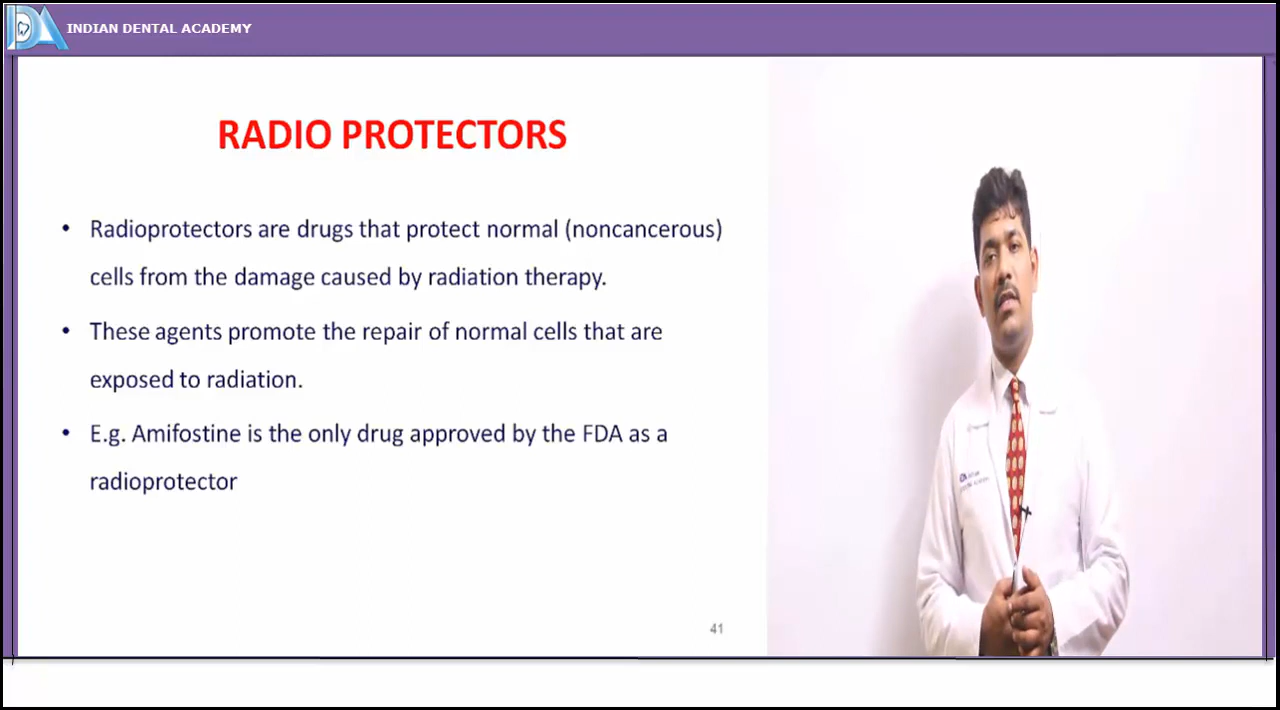 INDIAN DENTAL ACADEMY
RADIO PROTECTORS
• Radioprotectors are drugs that protect normal (noncancerous)
cells from the damage caused by radiation therapy.
• These agents promote the repair of normal cells that are
exposed to radiation.
• E.g. Amifostine is the only drug approved by the FDA as a
radioprotector
41